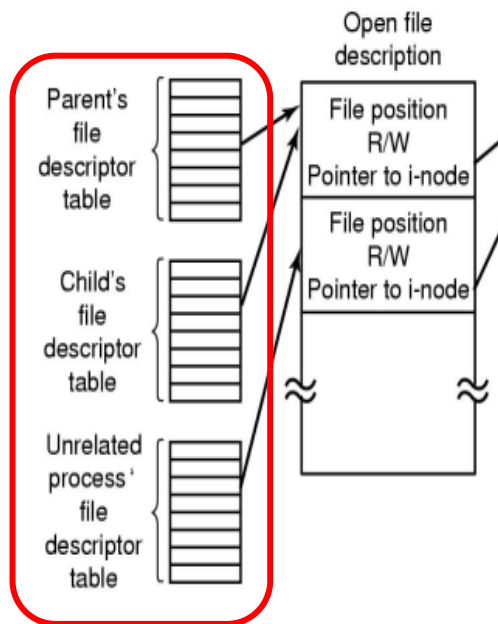 Open file
description
Parent's
file
descriptor
table
File position
R/W
Pointer to i-node
File position
R/W
Pointer to i-node
Child's
file
descriptor
table
Unrelated
process'
file
descriptor
table